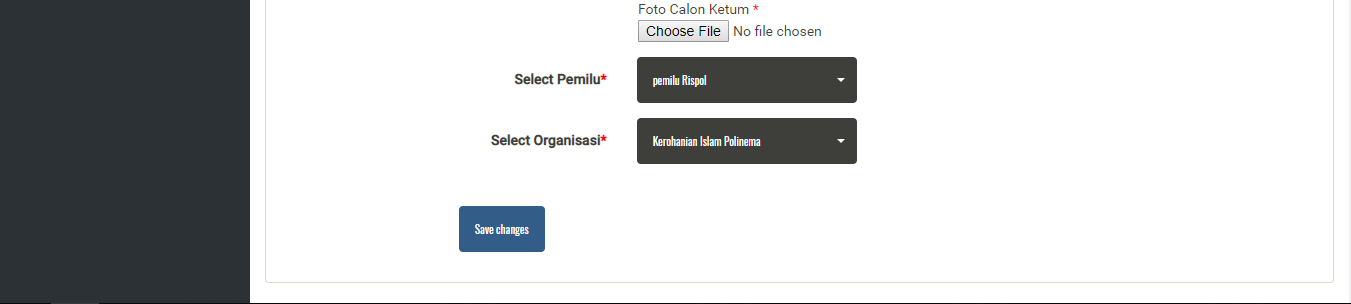 Foto Calon Ketum *
Choose File No file chosen
Select Pemilu* pemilu Rispol
Select Organisasi* Kerohanian Islam Polinema
Save changes